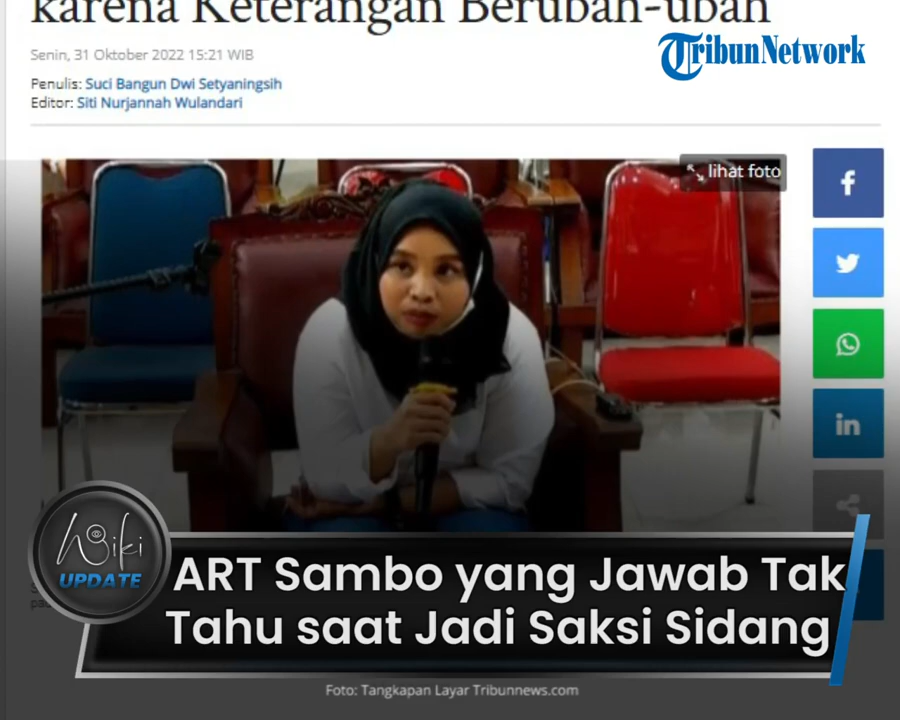 karena Keterangan Berubah-ubah
Senin, 31 Oktober 2022 15:21 WIB
TribunNetwork
Penulis: Suci Bangun Dwi Setyaningsih
Editor: Siti Nurjannah Wulandari
lihat foto
f
in
Wiki
UPDATE
ART Sambo yang Jawab Tak
Tahu saat Jadi Saksi Sidang
Foto: Tangkapan Layar Tribunnews.com